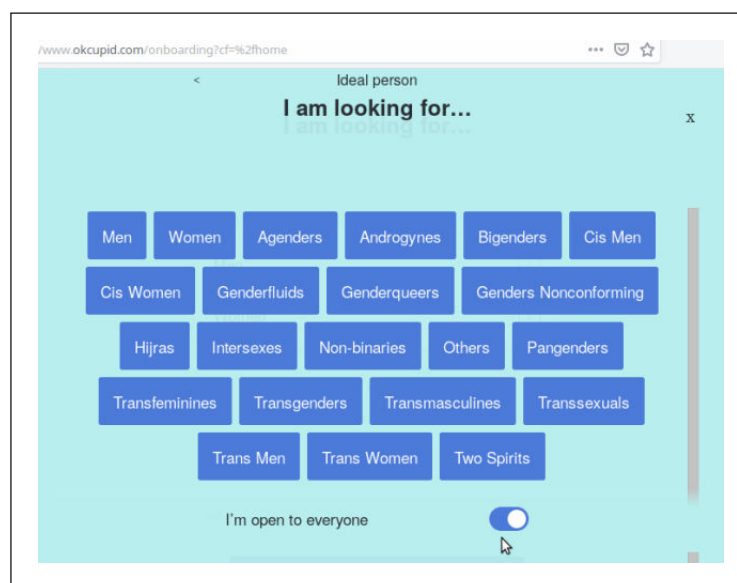 /www.okcupid.com/onboarding?cf=%2fhome
< Ideal person
I am looking for...
x
Men Women Agenders Androgynes Bigenders Cis Men
Cis Women Genderfluids Genderqueers Genders Nonconforming
Hijras Intersexes Non-binaries Others Pangenders
Transfeminines Transgenders Transmasculines Transsexuals
Trans Men Trans Women Two Spirits
I'm open to everyone